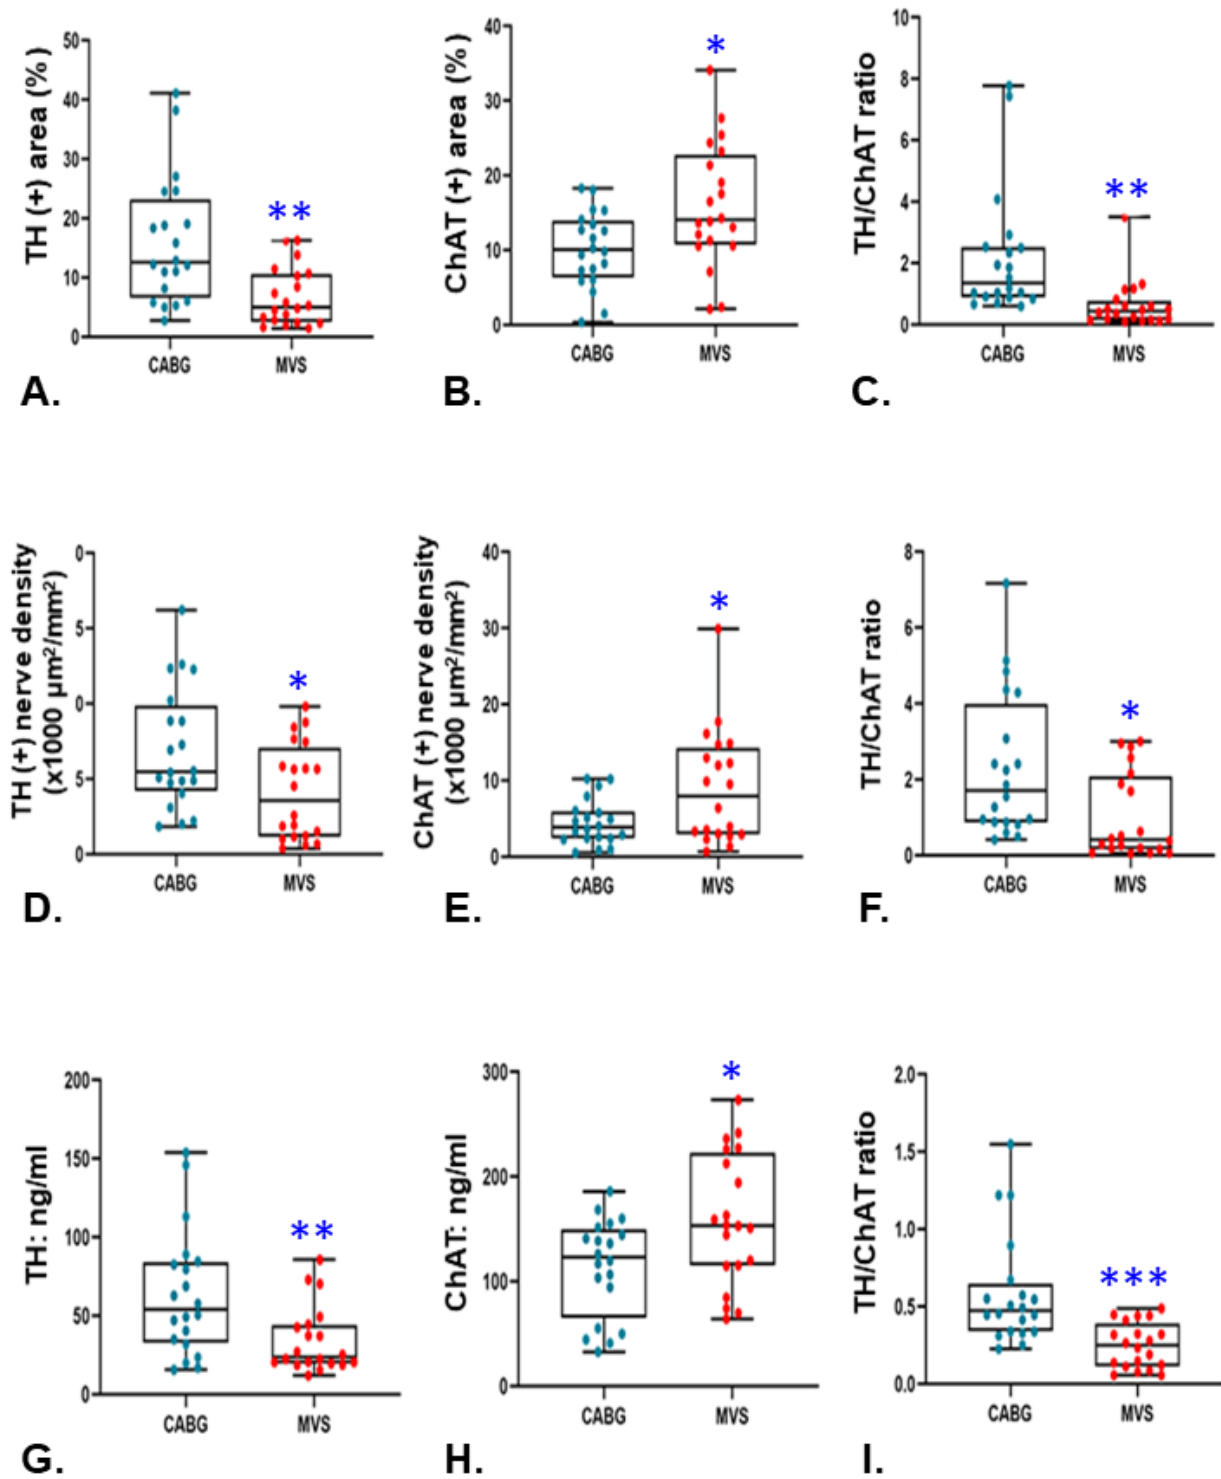 TH (+) area (%)
50
40
30
20
10
0
**
CABG
MVS
A.
ChAT (+) area (%)
40
30
20
10
0
*
CABG
MVS
B.
TH/ChAT ratio
10
8
6
4
2
0
**
CABG
MVS
C.
TH (+) nerve density
(x1000 µm²/mm²)
0
5
0
5
0
*
CABG
MVS
D.
ChAT (+) nerve density
(x1000 µm²/mm²)
40
30
20
10
0
*
CABG
MVS
E.
TH/ChAT ratio
8
6
4
2
0
*
CABG
MVS
F.
TH: ng/ml
200
150
100
50
0
**
CABG
MVS
G.
ChAT: ng/ml
300
200
100
0
*
CABG
MVS
H.
TH/ChAT ratio
2.0
1.5
1.0
0.5
0.0
***
CABG
MVS
I.